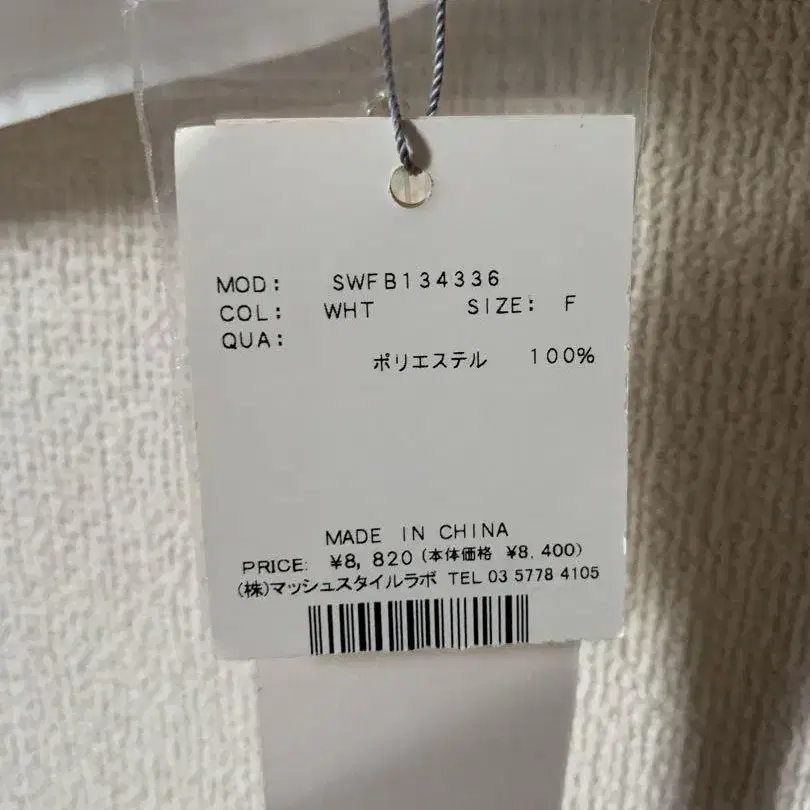 MOD: SWFB134336
COL: WHT SIZE: F
QUA:
ポリエステル 100%
MADE IN CHINA
PRICE: ¥8,820(本体価格 ¥8,400)
(株)マッシュスタイルラボ TEL 03 5778 4105